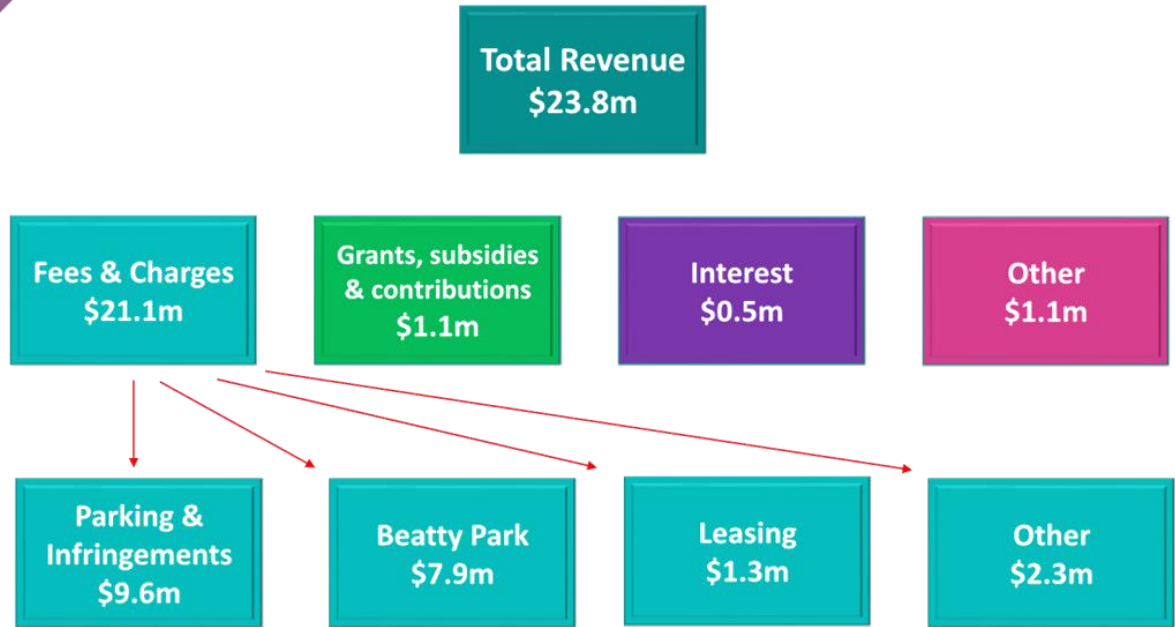 Total Revenue
$23.8m
Fees & Charges
$21.1m
Grants, subsidies
& contributions
$1.1m
Interest
$0.5m
Other
$1.1m
Parking &
Infringements
$9.6m
Beatty Park
$7.9m
Leasing
$1.3m
Other
$2.3m